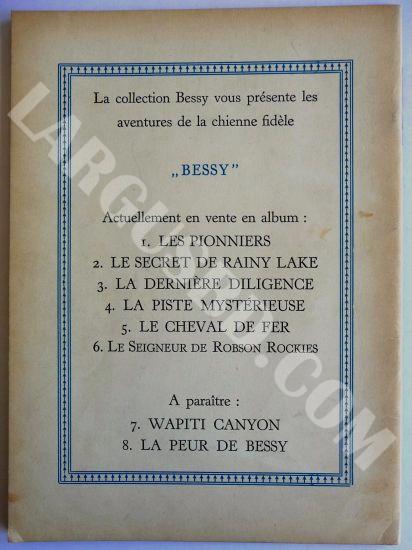 La collection Bessy vous présente les
aventures de la chienne fidèle
„BESSY”
Actuellement en vente en album :
1. LES PIONNIERS
2. LE SECRET DE RAINY LAKE
3. LA DERNIÈRE DILIGENCE
4. LA PISTE MYSTÉRIEUSE
5. LE CHEVAL DE FER
6. LE SEIGNEUR DE ROBSON ROCKIES
A paraître :
7. WAPITI CANYON
8. LA PEUR DE BESSY
LARGUSBD.COM